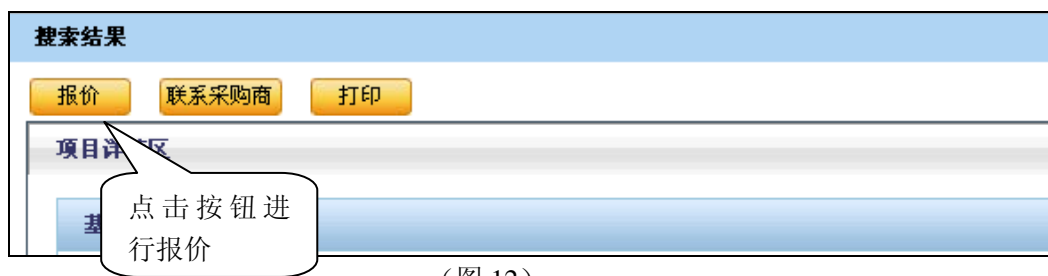 搜索结果
报价 联系采购商 打印
项目详
区
基
点击按钮进
行报价
（图 12）